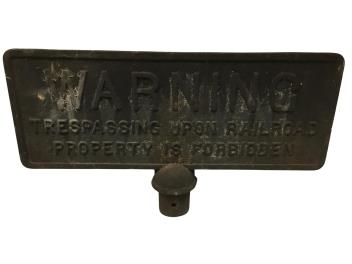 WARNING
TRESPASSING UPON RAILROAD
PROPERTY IS FORBIDDEN